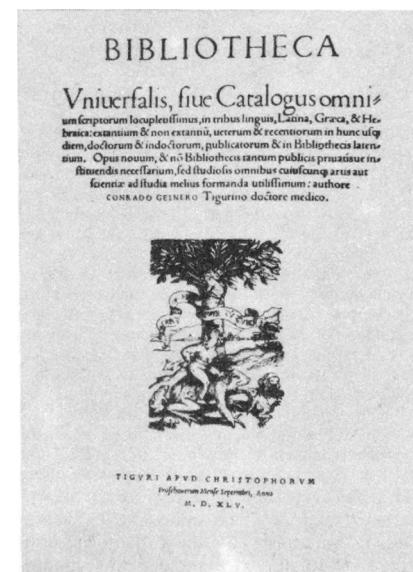 BIBLIOTHECA
Vniuerſalis, ſiue Catalogus omni⸗
um ſcriptorum locupletiſſimus, in tribus linguis, Latina, Græca, & He⸗
braica: extantium & non extantiũ, ueterum & recentiorum in hunc uſq;
diem, doctorum & indoctorum, publicatorum & in Bibliothecis laten⸗
tium. Opus nouum, & nõ Bibliothecis tantum publicis priuatisue in⸗
ſtituendis neceſſarium, ſed ſtudioſis omnibus cuiuſcunq; artis aut
ſcientiæ ad ſtudia melius formanda utiliſſimum: authore
CONRADO GESNERO Tigurino doctore medico.
TIGVRI APVD CHRISTOPHORVM
Froſchouerum Menſe Septembri, Anno
M. D. XLV.